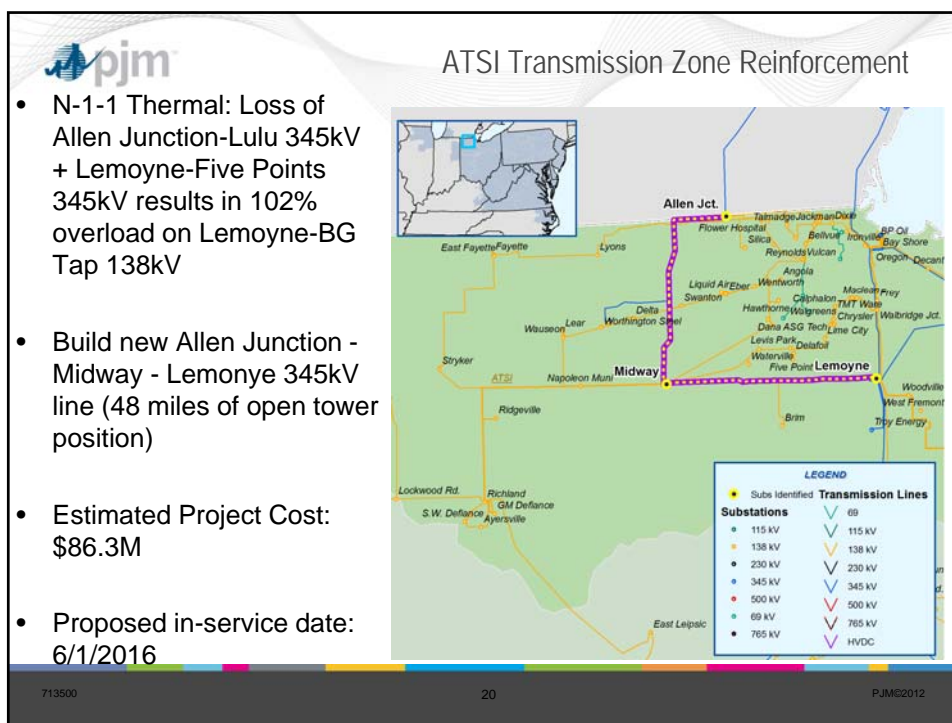 pjm
ATSI Transmission Zone Reinforcement
• N-1-1 Thermal: Loss of
Allen Junction-Lulu 345kV
+ Lemoyne-Five Points
345kV results in 102%
overload on Lemoyne-BG
Tap 138kV
• Build new Allen Junction -
Midway - Lemonye 345kV
line (48 miles of open tower
position)
• Estimated Project Cost:
$86.3M
• Proposed in-service date:
6/1/2016
Allen Jct.
Talmadge Jackman Dixie
Flower Hospital
Silica
Bellvue
Ironville
BP Oil
Bay Shore
East Fayette Fayette
Lyons
Reynolds Vulcan
Oregon
Decant
Angola
Liquid Air Eber
Wentworth
Swanton
Maclean Frey
Calphalon
TMT Wate
Delta
Hawthorne Walgreens
Chrysler
Walbridge Jct.
Lear
Worthington Steel
Wauseon
Dana ASG Tech
Lime City
Levis Park
Delafoil
Waterville
Stryker
Five Point
Lemoyne
ATSI
Napoleon Muni
Midway
Woodville
West Fremont
Ridgeville
Brim
Troy Energy
Lockwood Rd.
Richland
GM Defiance
S.W. Defiance
Ayersville
East Leipsic
LEGEND
Subs Identified
Transmission Lines
Substations
69
115 kV
115 kV
138 kV
138 kV
230 kV
230 kV
345 kV
345 kV
500 kV
500 kV
69 kV
765 kV
765 kV
HVDC
713500
20
PJM©2012